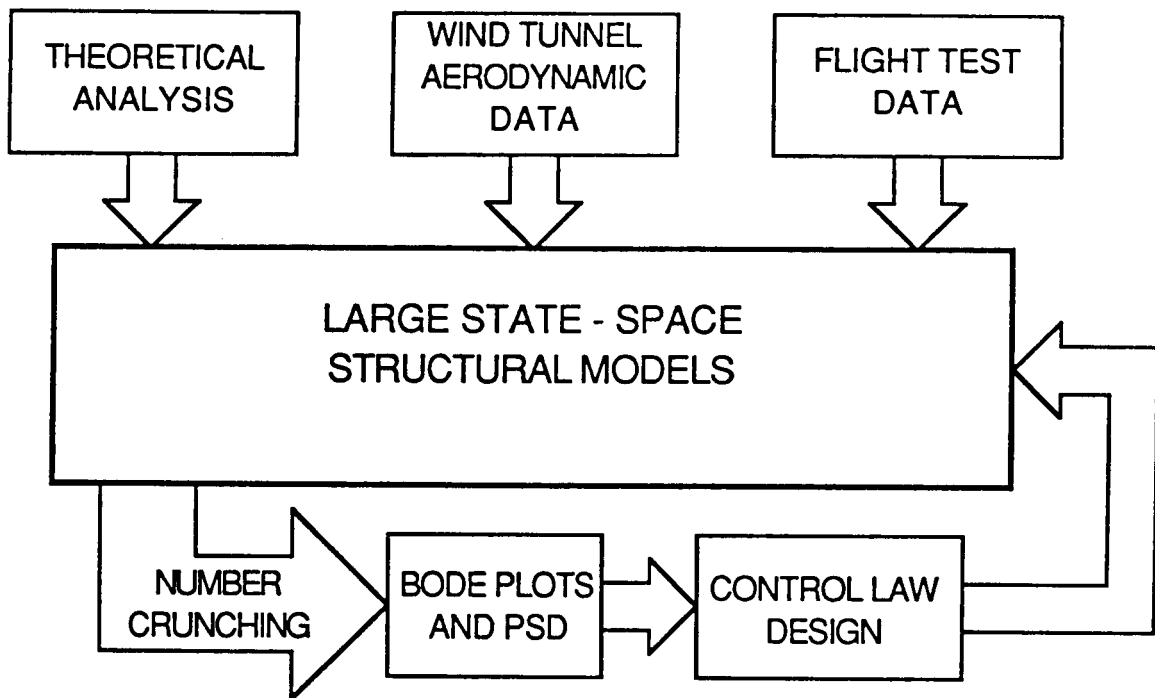 THEORETICAL
ANALYSIS
WIND TUNNEL
AERODYNAMIC
DATA
FLIGHT TEST
DATA
LARGE STATE - SPACE
STRUCTURAL MODELS
NUMBER
CRUNCHING
BODE PLOTS
AND PSD
CONTROL LAW
DESIGN